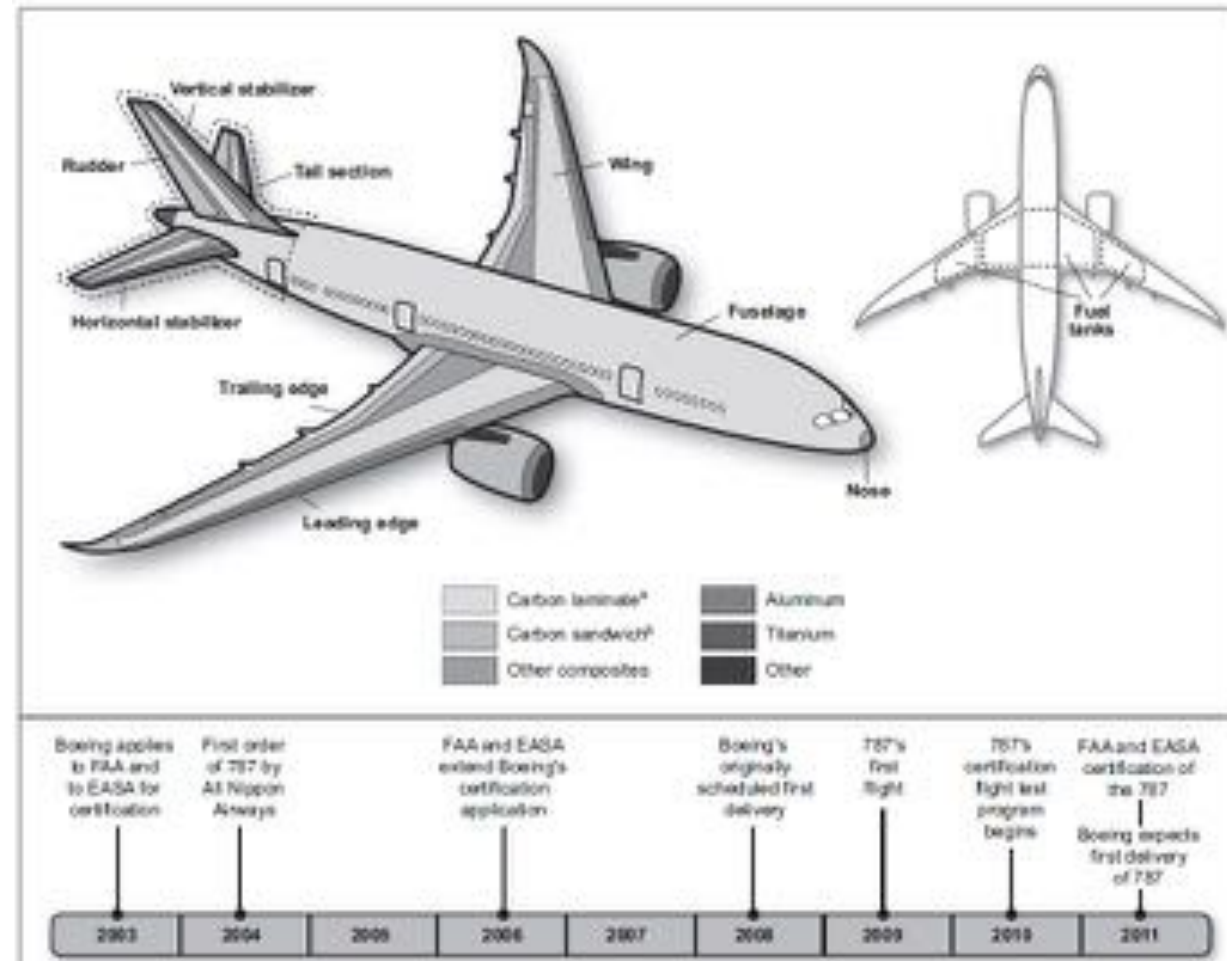 Vertical stabilizer
Rudder
Tail section
Wing
Horizontal stabilizer
Fuselage
Fuel
tanks
Trailing edge
Nose
Leading edge
Carbon laminateᵃ
Aluminum
Carbon sandwichᵇ
Titanium
Other composites
Other
Boeing applies
to FAA and
to EASA for
certification
First order
of 787 by
All Nippon
Airways
FAA and EASA
extend Boeing's
certification
application
Boeing's
originally
scheduled first
delivery
787's
first
flight
787's
certification
flight test
program
begins
FAA and EASA
certification of
the 787
Boeing expects
first delivery
of 787
2003
2004
2005
2006
2007
2008
2009
2010
2011